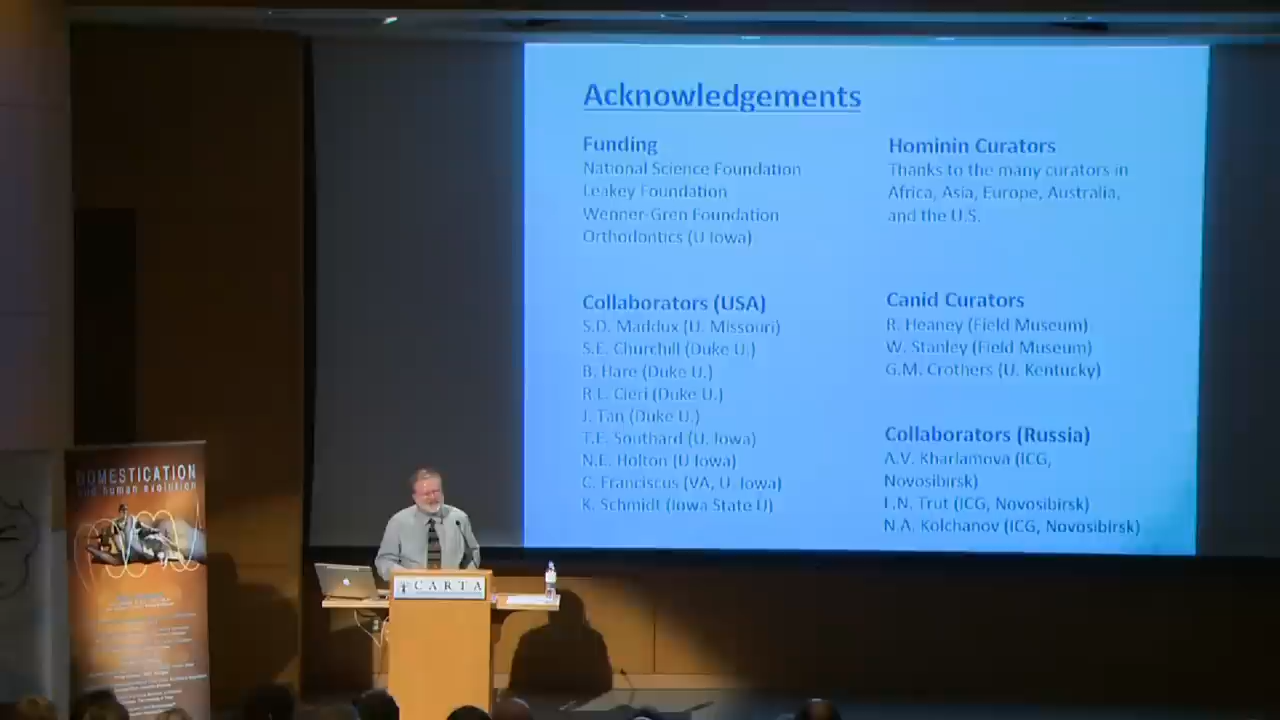 Acknowledgements
Funding
National Science Foundation
Leakey Foundation
Wenner-Gren Foundation
Orthodontics (U Iowa)
Collaborators (USA)
S.D. Maddux (U. Missouri)
S.E. Churchill (Duke U.)
B. Hare (Duke U.)
R.L. Cieri (Duke U.)
J. Tan (Duke U.)
T.E. Southard (U. Iowa)
N.E. Holton (U Iowa)
C. Franciscus (VA, U. Iowa)
K. Schmidt (Iowa State U)
Hominin Curators
Thanks to the many curators in
Africa, Asia, Europe, Australia,
and the U.S.
Canid Curators
R. Heaney (Field Museum)
W. Stanley (Field Museum)
G.M. Crothers (U. Kentucky)
Collaborators (Russia)
A.V. Kharlamova (ICG,
Novosibirsk)
L.N. Trut (ICG, Novosibirsk)
N.A. Kolchanov (ICG, Novosibirsk)
DOMESTICATION
and human evolution
CARTA